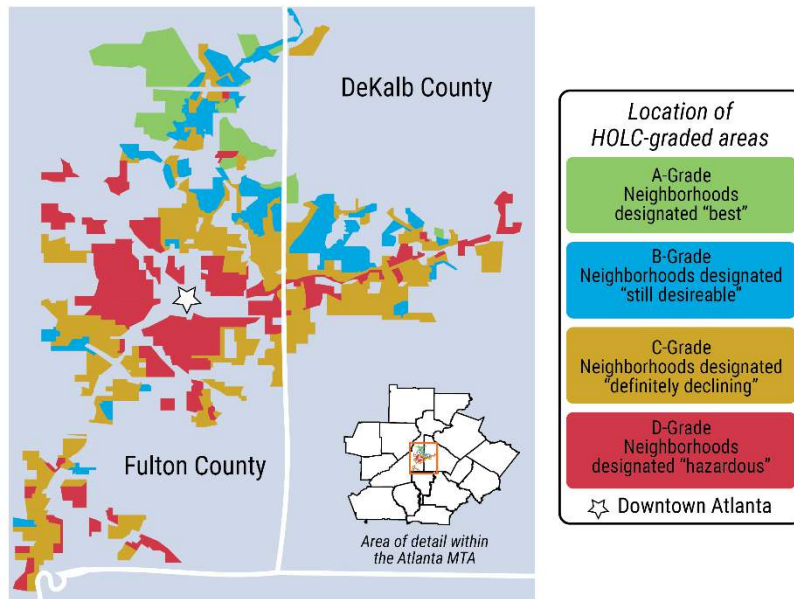 DeKalb County
Fulton County
Area of detail within
the Atlanta MTA
Location of
HOLC-graded areas
A-Grade
Neighborhoods
designated “best”
B-Grade
Neighborhoods designated
“still desireable”
C-Grade
Neighborhoods designated
“definitely declining”
D-Grade
Neighborhoods
designated “hazardous”
Downtown Atlanta